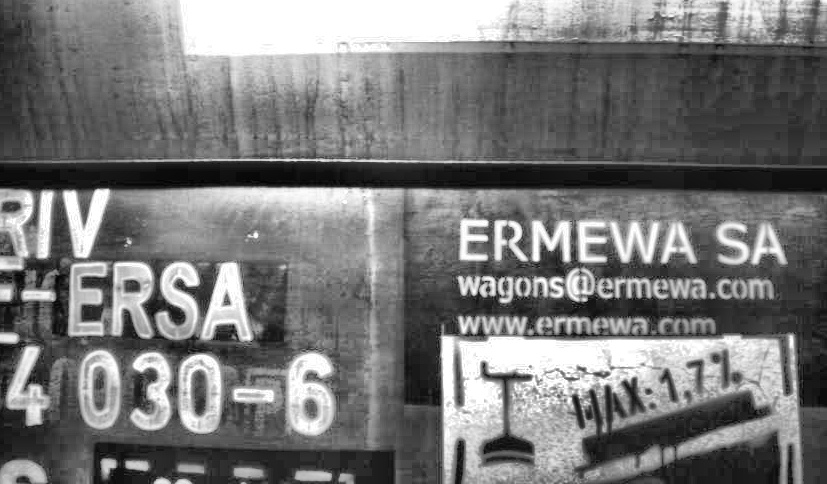 RIV
F-ERSA
4 030-6
ERMEWA SA
wagons@ermewa.com
www.ermewa.com
MAX: 1,7%